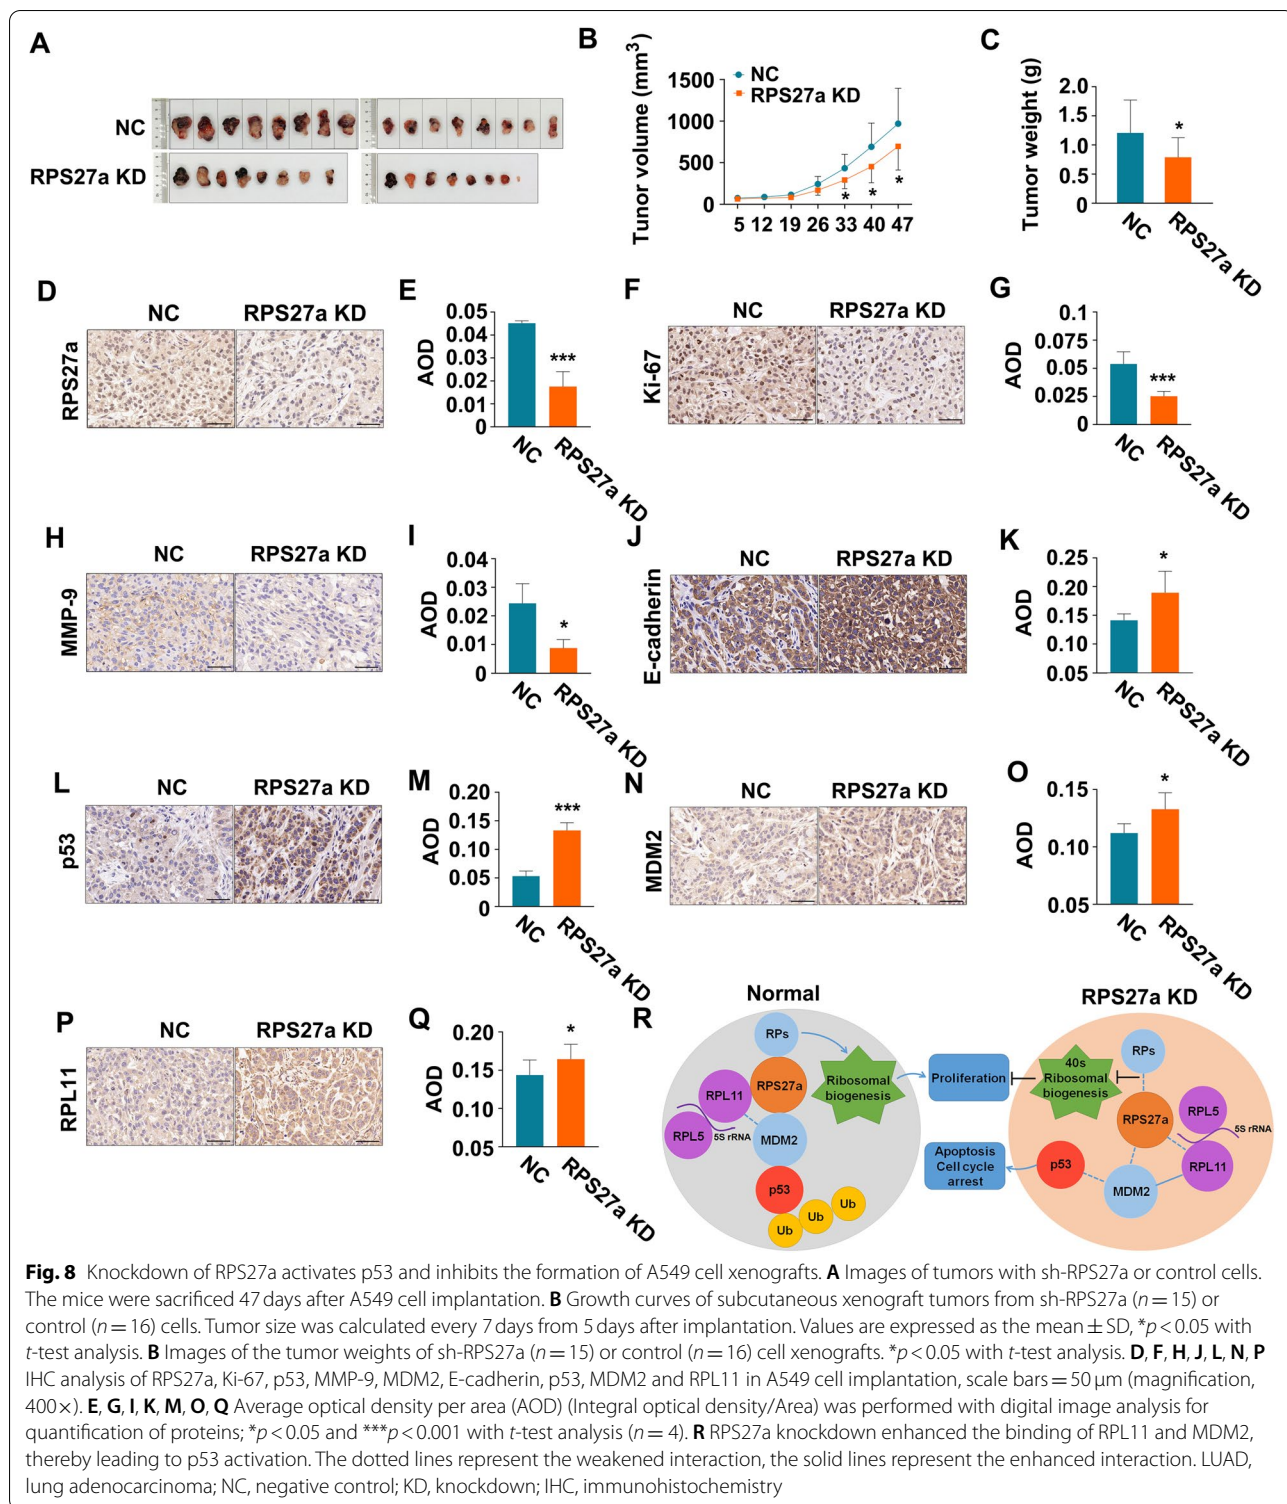 A
NC
RPS27a KD
B
Tunor volume (mm³)
NC
RPS27a KD
1500
1000
500
0
5 12 19 26 33 40 47
* * *
C
Tumor weight (g)
2.0
1.5
1.0
0.5
0
*
NC
RPS27a KD
D
NC RPS27a KD
RPS27a
E
AOD
0.05
0.04
0.03
0.02
0.01
0
***
NC
RPS27a KD
F
NC RPS27a KD
Ki-67
G
AOD
0.1
0.075
0.050
0.025
0
***
NC
RPS27a KD
H
NC RPS27a KD
MMP-9
I
AOD
0.04
0.03
0.02
0.01
0
*
NC
RPS27a KD
J
NC RPS27a KD
E-cadherin
K
AOD
0.25
0.20
0.15
0.10
0.05
*
NC
RPS27a KD
L
NC RPS27a KD
p53
M
AOD
0.20
0.15
0.10
0.05
0
***
NC
RPS27a KD
N
NC RPS27a KD
MDM2
O
AOD
0.15
0.10
0.05
*
NC
RPS27a KD
P
NC RPS27a KD
RPL11
Q
AOD
0.20
0.15
0.10
0.05
*
NC
RPS27a KD
R
Normal
RPs
RPS27a
RPL11
RPL5
5S rRNA
MDM2
p53
Ub
Ub
Ub
Ribosomal
biogenesis
Proliferation
Apoptosis
Cell cycle
arrest
RPS27a KD
40s
Ribosomal
biogenesis
RPs
RPS27a
RPL5
5S rRNA
RPL11
p53
MDM2
Fig. 8 Knockdown of RPS27a activates p53 and inhibits the formation of A549 cell xenografts. A Images of tumors with sh-RPS27a or control cells.
The mice were sacrificed 47 days after A549 cell implantation. B Growth curves of subcutaneous xenograft tumors from sh-RPS27a (n = 15) or
control (n = 16) cells. Tumor size was calculated every 7 days from 5 days after implantation. Values are expressed as the mean ± SD, *p < 0.05 with
t-test analysis. B Images of the tumor weights of sh-RPS27a (n = 15) or control (n = 16) cell xenografts. *p < 0.05 with t-test analysis. D, F, H, J, L, N, P
IHC analysis of RPS27a, Ki-67, p53, MMP-9, MDM2, E-cadherin, p53, MDM2 and RPL11 in A549 cell implantation, scale bars = 50 μm (magnification,
400×). E, G, I, K, M, O, Q Average optical density per area (AOD) (Integral optical density/Area) was performed with digital image analysis for
quantification of proteins; *p < 0.05 and ***p < 0.001 with t-test analysis (n = 4). R RPS27a knockdown enhanced the binding of RPL11 and MDM2,
thereby leading to p53 activation. The dotted lines represent the weakened interaction, the solid lines represent the enhanced interaction. LUAD,
lung adenocarcinoma; NC, negative control; KD, knockdown; IHC, immunohistochemistry